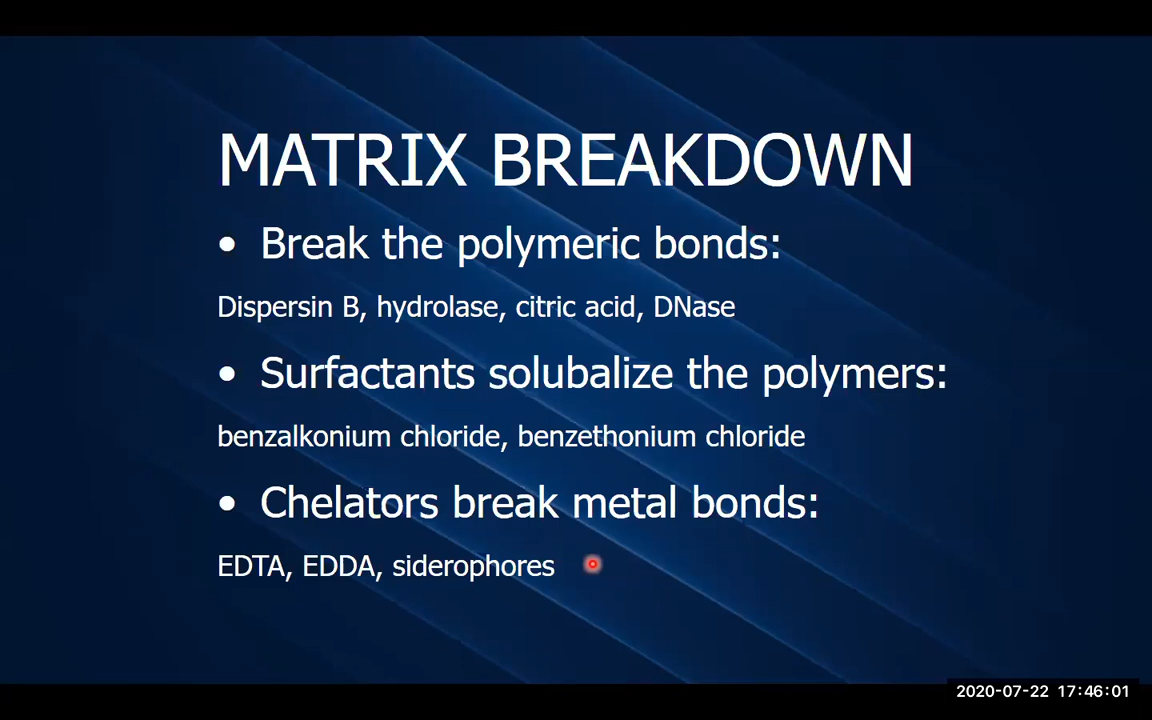 MATRIX BREAKDOWN
• Break the polymeric bonds:
Dispersin B, hydrolase, citric acid, DNase
• Surfactants solubalize the polymers:
benzalkonium chloride, benzethonium chloride
• Chelators break metal bonds:
EDTA, EDDA, siderophores
2020-07-22 17:46:01